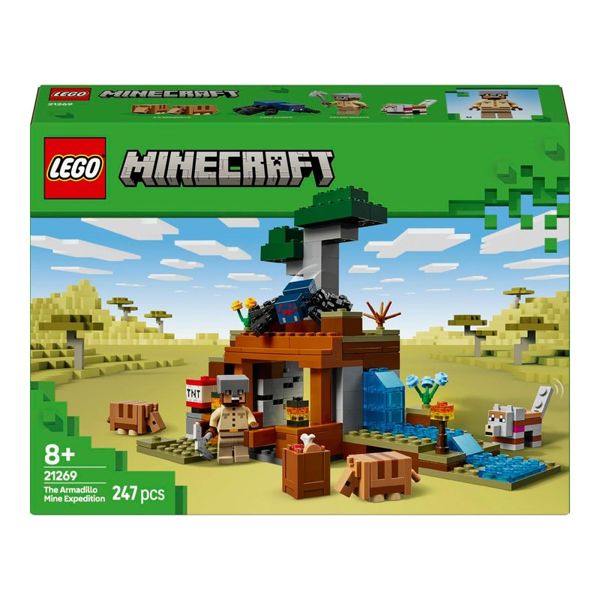 LEGO MINECRAFT
21269
LEGO MINECRAFT
TNT
8+
21269
The Armadillo
Mine Expedition
247 pcs